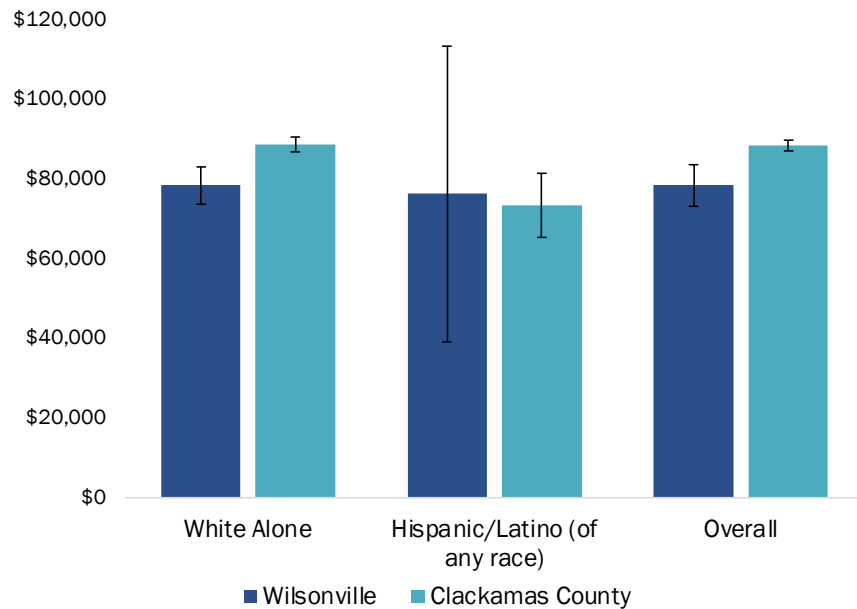 $120,000
$100,000
$80,000
$60,000
$40,000
$20,000
$0
White Alone
Hispanic/Latino (of
any race)
Overall
Wilsonville
Clackamas County